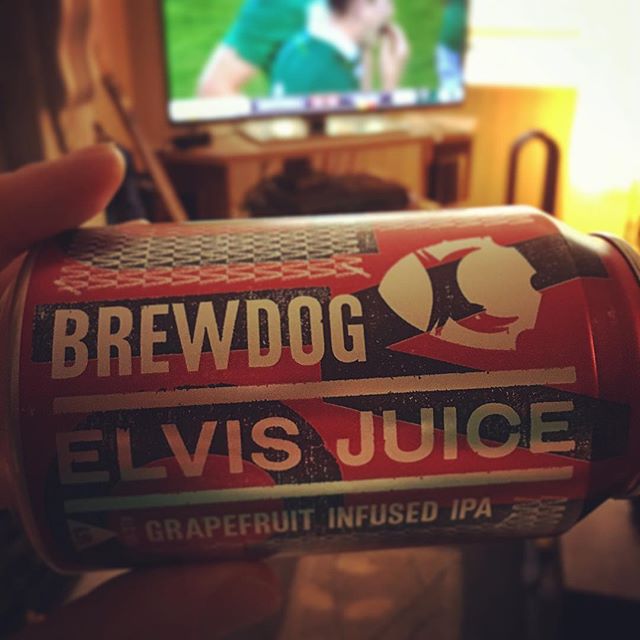 BREWDOG
ELVIS JUICE
GRAPEFRUIT INFUSED IPA